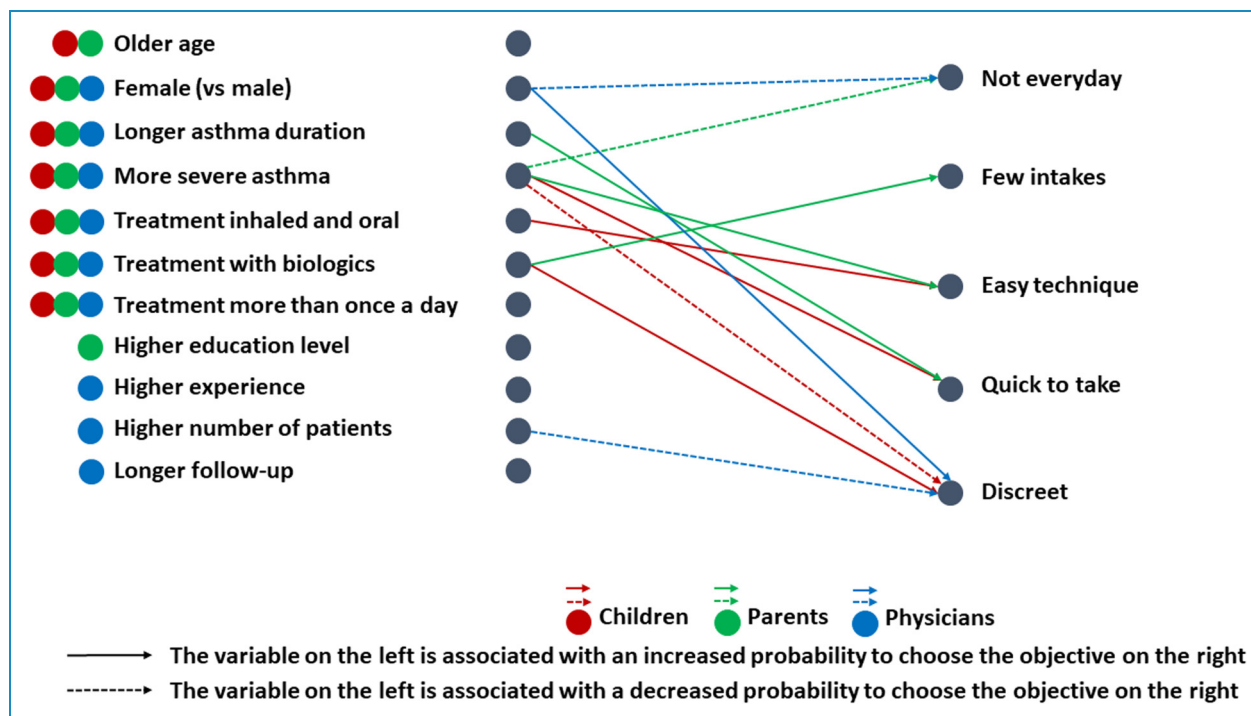 Older age
Female (vs male)
Longer asthma duration
More severe asthma
Treatment inhaled and oral
Treatment with biologics
Treatment more than once a day
Higher education level
Higher experience
Higher number of patients
Longer follow-up
Not everyday
Few intakes
Easy technique
Quick to take
Discreet
Children
Parents
Physicians
The variable on the left is associated with an increased probability to choose the objective on the right
The variable on the left is associated with a decreased probability to choose the objective on the right